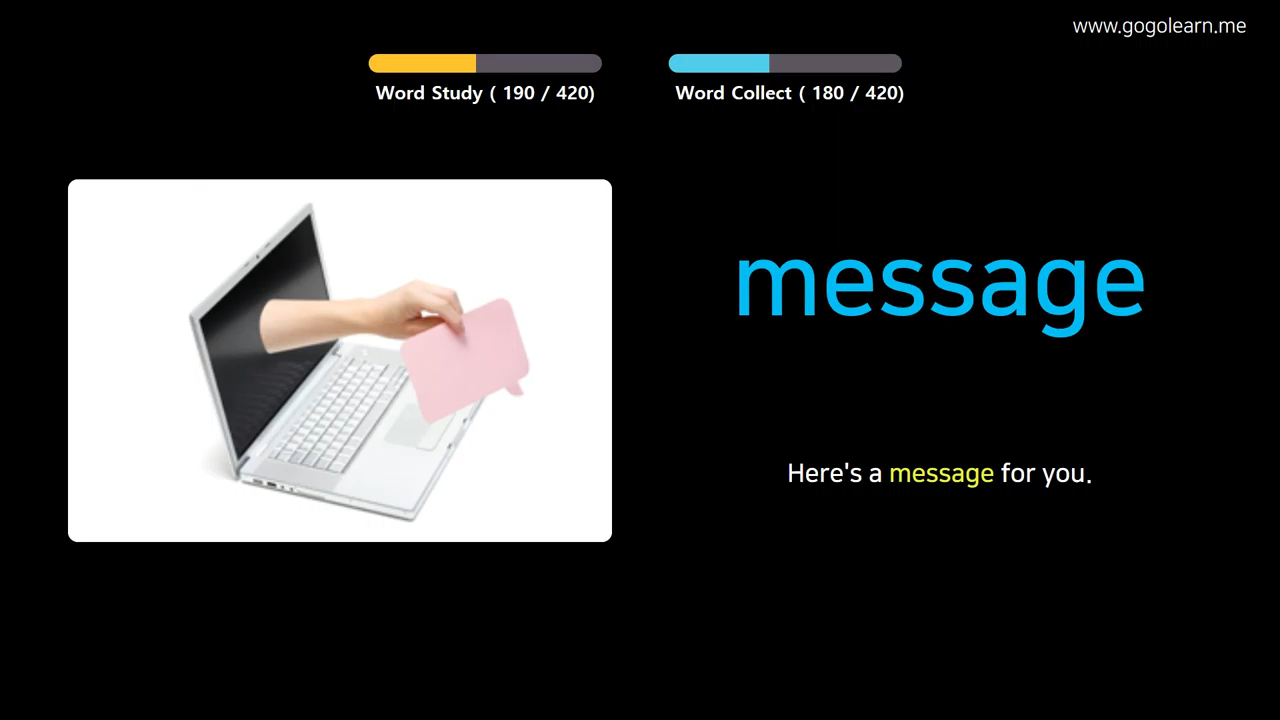 www.gogolearn.me
Word Study ( 190 / 420)
Word Collect ( 180 / 420)
message
Here's a message for you.